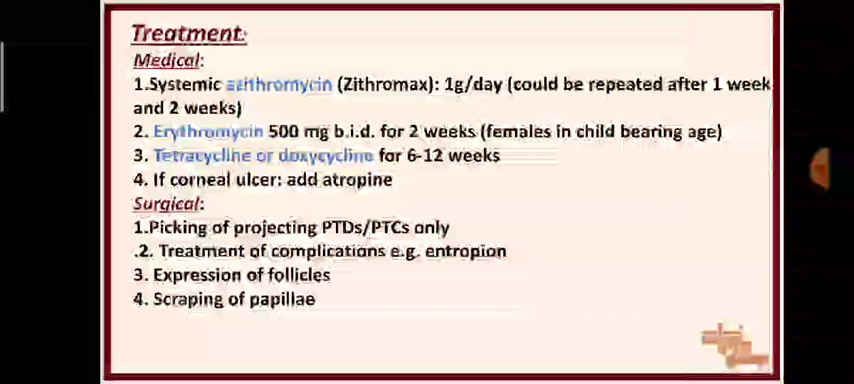 Treatment:
Medical:
1.Systemic azithromycin (Zithromax): 1g/day (could be repeated after 1 week
and 2 weeks)
2. Erythromycin 500 mg b.i.d. for 2 weeks (females in child bearing age)
3. Tetracycline or doxycycline for 6-12 weeks
4. If corneal ulcer: add atropine
Surgical:
1.Picking of projecting PTDs/PTCs only
.2. Treatment of complications e.g. entropion
3. Expression of follicles
4. Scraping of papillae